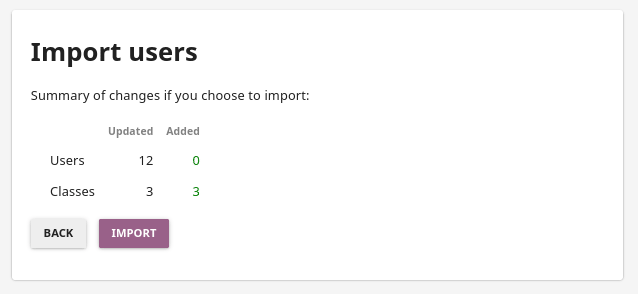 Import users
Summary of changes if you choose to import:
Updated Added
Users 12 0
Classes 3 3
BACK IMPORT